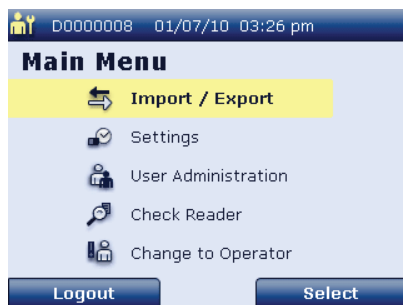 D0000008 01/07/10 03:26 pm
Main Menu
Import / Export
Settings
User Administration
Check Reader
Change to Operator
Logout Select